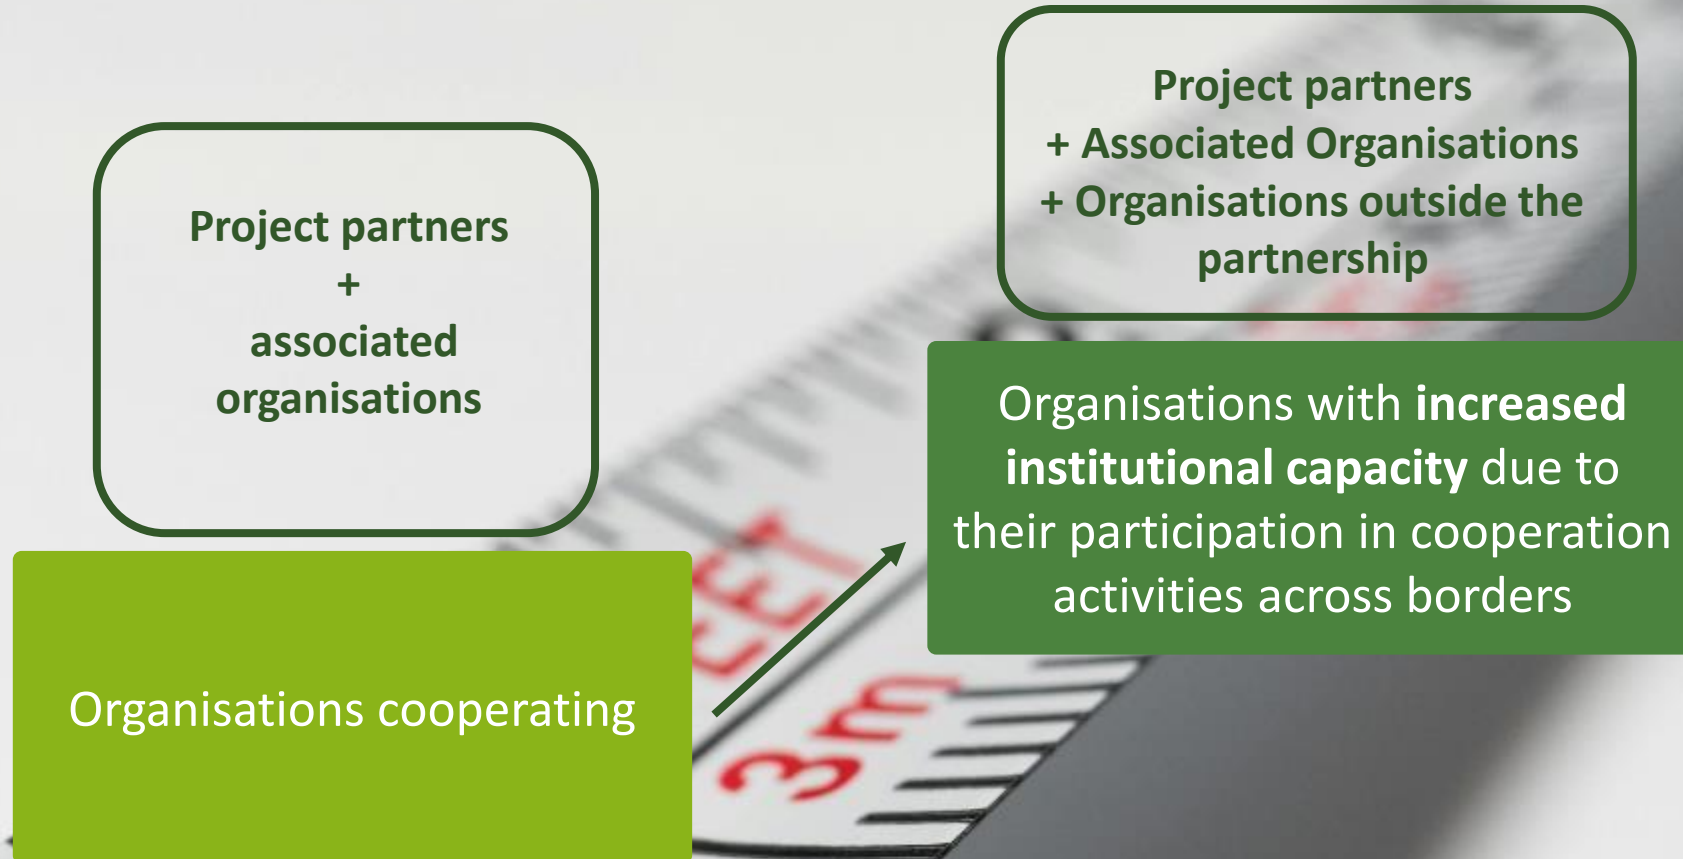 Project partners
+
associated
organisations
Organisations cooperating
Project partners
+ Associated Organisations
+ Organisations outside the
partnership
Organisations with increased
institutional capacity due to
their participation in cooperation
activities across borders
3m